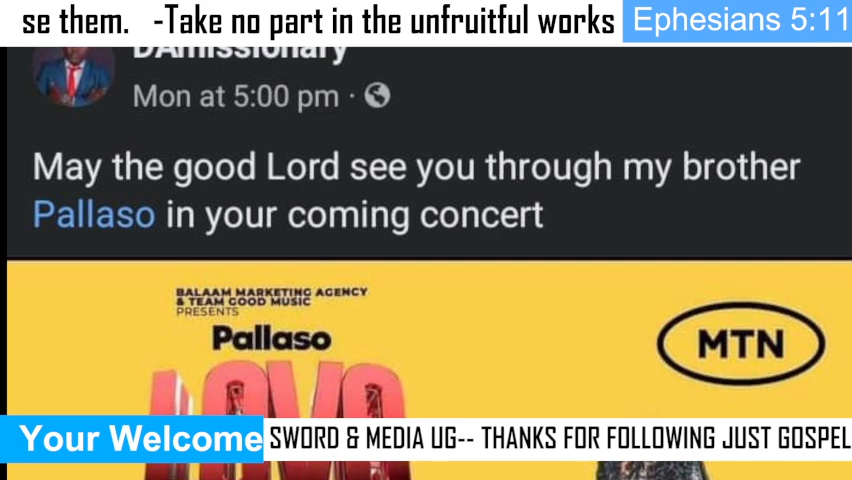 se them. -Take no part in the unfruitful works
Ephesians 5:11
DAmissionary
Mon at 5:00 pm ·
May the good Lord see you through my brother
Pallaso in your coming concert
BALAAM MARKETING AGENCY
& TEAM GOOD MUSIC
PRESENTS
Pallaso
MTN
LOVE
Your Welcome
SWORD & MEDIA UG-- THANKS FOR FOLLOWING JUST GOSPEL